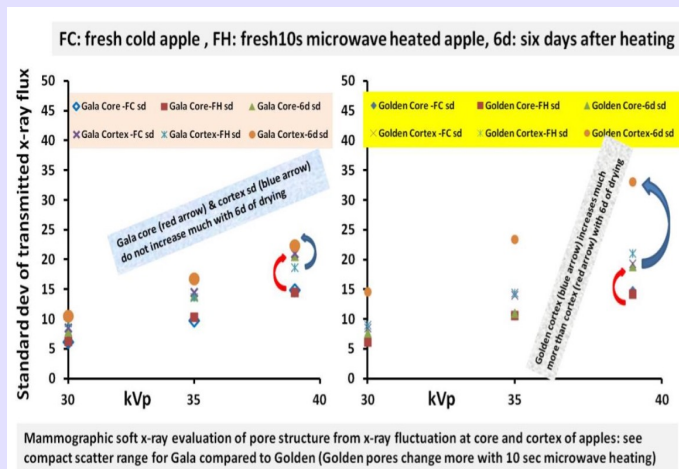 FC: fresh cold apple , FH: fresh10s microwave heated apple, 6d: six days after heating
Standard dev of transmitted x-ray flux
50
45
40
35
30
25
20
15
10
5
0
Gala Core -FC sd Gala Core-FH sd Gala Core-6d sd
Gala Cortex -FC sd Gala Cortex-FH sd Gala Cortex-6d sd
Gala core (red arrow) & cortex sd (blue arrow)
do not increase much with 6d of drying
30 35 40
kVp
50
45
40
35
30
25
20
15
10
5
0
Golden Core -FC sd Golden Core-FH sd Golden Core-6d sd
Golden Cortex -FC sd Golden Cortex-FH sd Golden Cortex-6d sd
Golden cortex (blue arrow) increases much
more than cortex (red arrow) with 6d of drying
30 35 40
kVp
Mammographic soft x-ray evaluation of pore structure from x-ray fluctuation at core and cortex of apples: see
compact scatter range for Gala compared to Golden (Golden pores change more with 10 sec microwave heating)